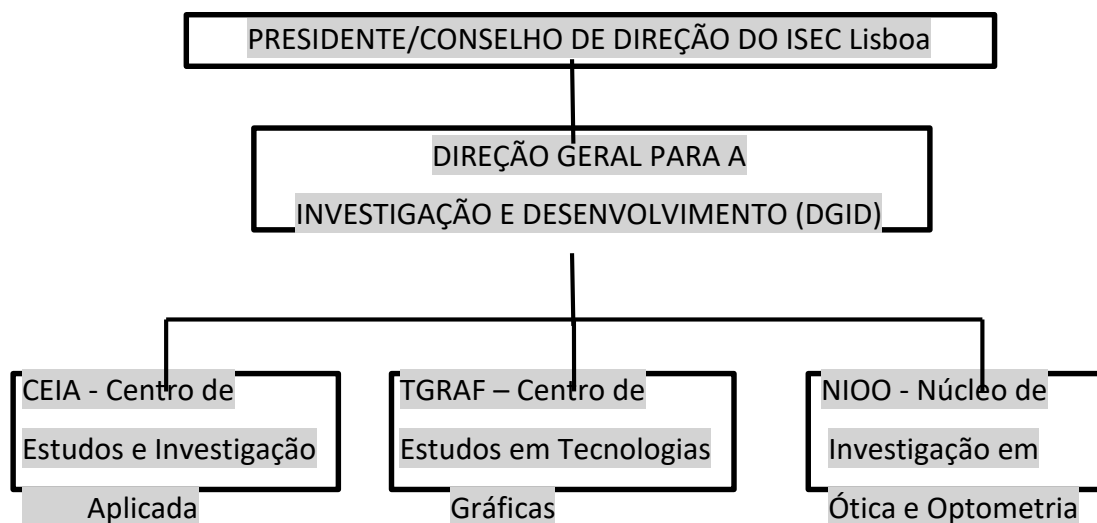 PRESIDENTE/CONSELHO DE DIREÇÃO DO ISEC Lisboa
DIREÇÃO GERAL PARA A
INVESTIGAÇÃO E DESENVOLVIMENTO (DGID)
CEIA - Centro de
Estudos e Investigação
Aplicada
TGRAF – Centro de
Estudos em Tecnologias
Gráficas
NIOO - Núcleo de
Investigação em
Ótica e Optometria